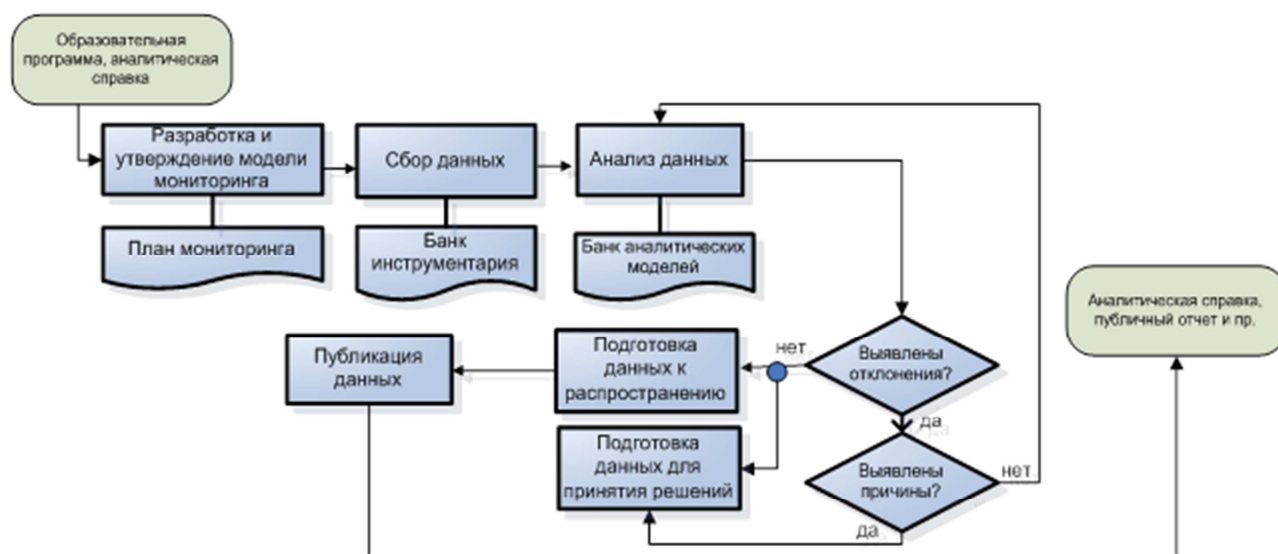 Образовательная
программа, аналитическая
справка
Разработка и
утверждение модели
мониторинга
Сбор данных
Анализ данных
План мониторинга
Банк
инструментария
Банк аналитических
моделей
Аналитическая справка,
публичный отчет и пр.
Публикация
данных
Подготовка
данных к
распространению
нет
Выявлены
отклонения?
да
Подготовка
данных для
принятия решений
Выявлены
причины?
нет
да